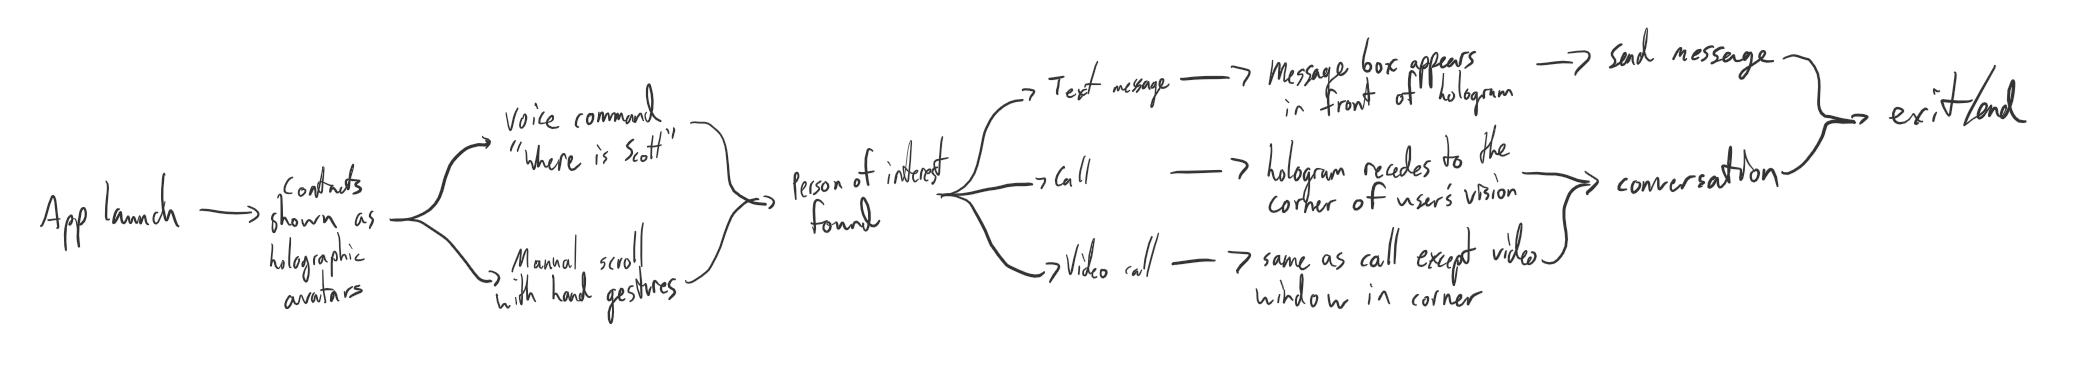 App launch
Contacts
shown as
holographic
avatars
Voice command
"where is Scott"
Manual scroll
with hand gestures
Person of interest
found
Text message
Message box appears
in front of hologram
Send message
Call
hologram recedes to the
corner of user's vision
conversation
Video call
same as call except video
window in corner
exit/end